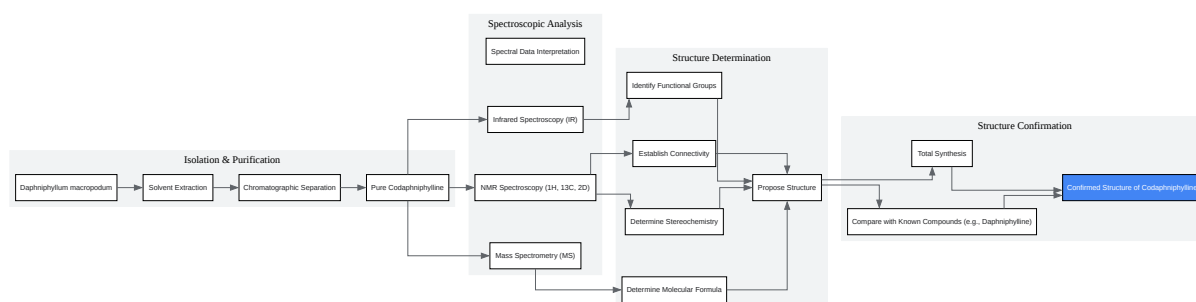 Spectroscopic Analysis
Spectral Data Interpretation
Structure Determination
Identify Functional Groups
Infrared Spectroscopy (IR)
Structure Confirmation
Isolation & Purification
Establish Connectivity
Total Synthesis
Daphniphyllum macropodum
Solvent Extraction
Chromatographic Separation
Pure Codaphniphylline
NMR Spectroscopy (1H, 13C, 2D)
Propose Structure
Confirmed Structure of Codaphniphylline
Determine Stereochemistry
Compare with Known Compounds (e.g., Daphniphylline)
Mass Spectrometry (MS)
Determine Molecular Formula